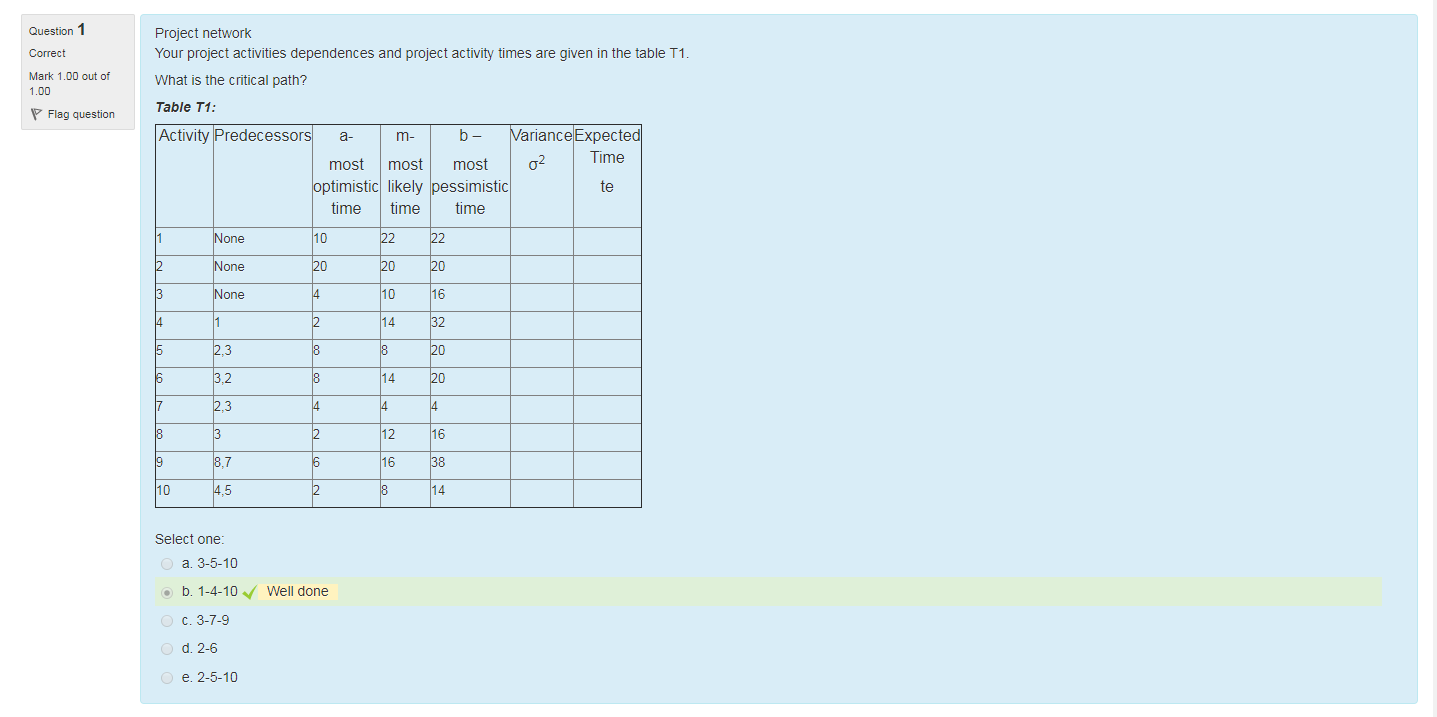 Question 1
Correct
Mark 1.00 out of
1.00
Flag question
Project network
Your project activities dependences and project activity times are given in the table T1.
What is the critical path?
Table T1:
Activity Predecessors a- most optimistic time m- most likely time b – most pessimistic time Variance σ2 Expected Time te
1 None 10 22 22
2 None 20 20 20
3 None 4 10 16
4 1 2 14 32
5 2,3 8 8 20
6 3,2 8 14 20
7 2,3 4 4 4
8 3 2 12 16
9 8,7 6 16 38
10 4,5 2 8 14
Select one:
a. 3-5-10
b. 1-4-10 Well done
c. 3-7-9
d. 2-6
e. 2-5-10